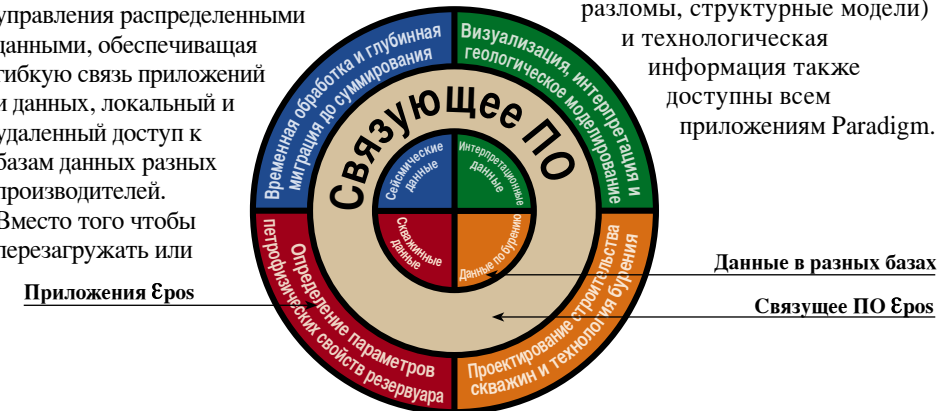 управления распределенными
данными, обеспечивающая
гибкую связь приложений
и данных, локальный и
удаленный доступ к
базам данных разных
производителей.
Вместо того чтобы
перезагружать или
разломы, структурные модели)
и технологическая
информация также
доступны всем
приложениям Paradigm.
Временная обработка и глубинная
миграция до суммирования
Визуализация, интерпретация и
геологическое моделирование
Связующее ПО
Сейсмические
данные
Интерпретационные
данные
Скважинные
данные
Данные по бурению
Определение параметров
петрофизических свойств резервуара
Проектирование строительства
скважин и технология бурения
Приложения Epos
Данные в разных базах
Связущее ПО Epos